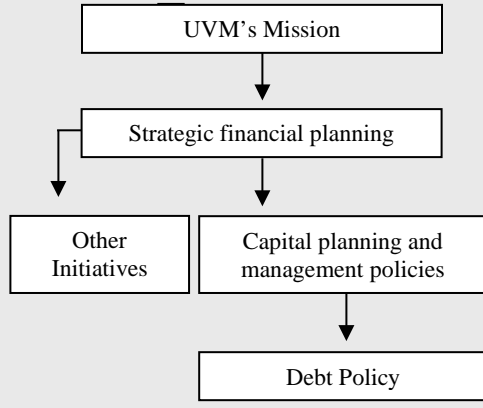 UVM’s Mission
Strategic financial planning
Other
Initiatives
Capital planning and
management policies
Debt Policy